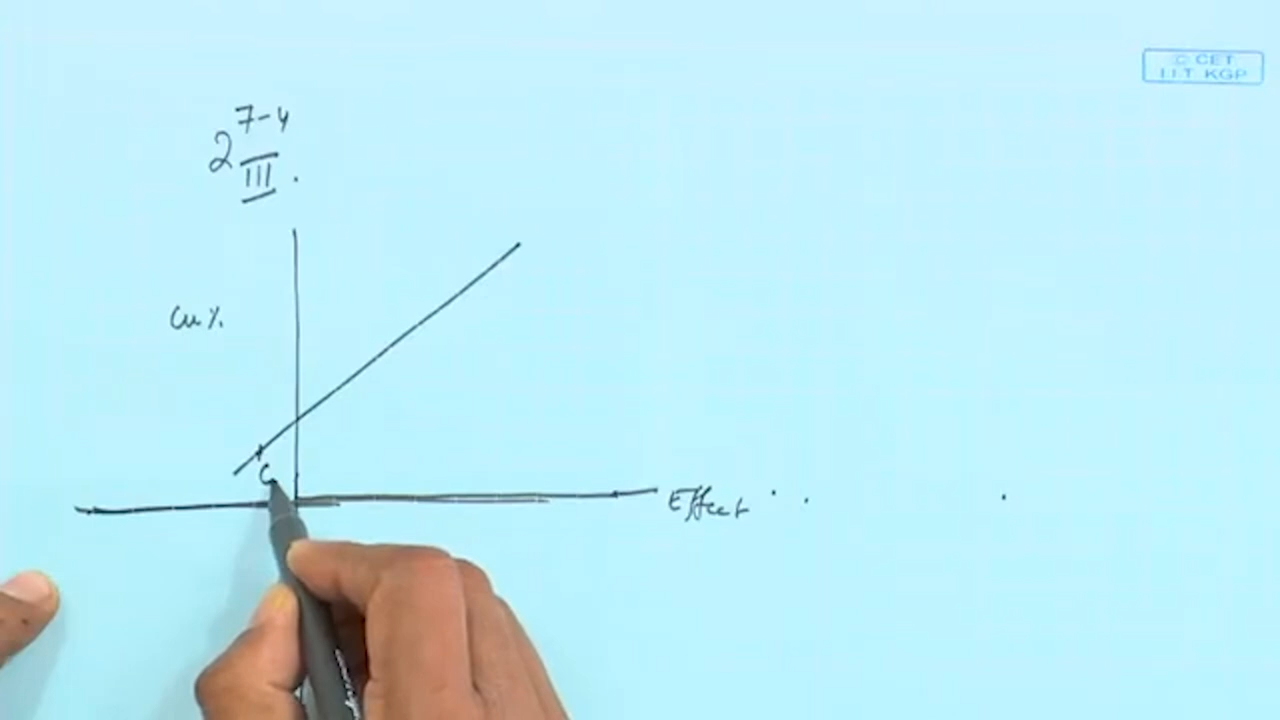 © CET
I.I.T. KGP
2 7-4 III .
Cu %
C
Effect